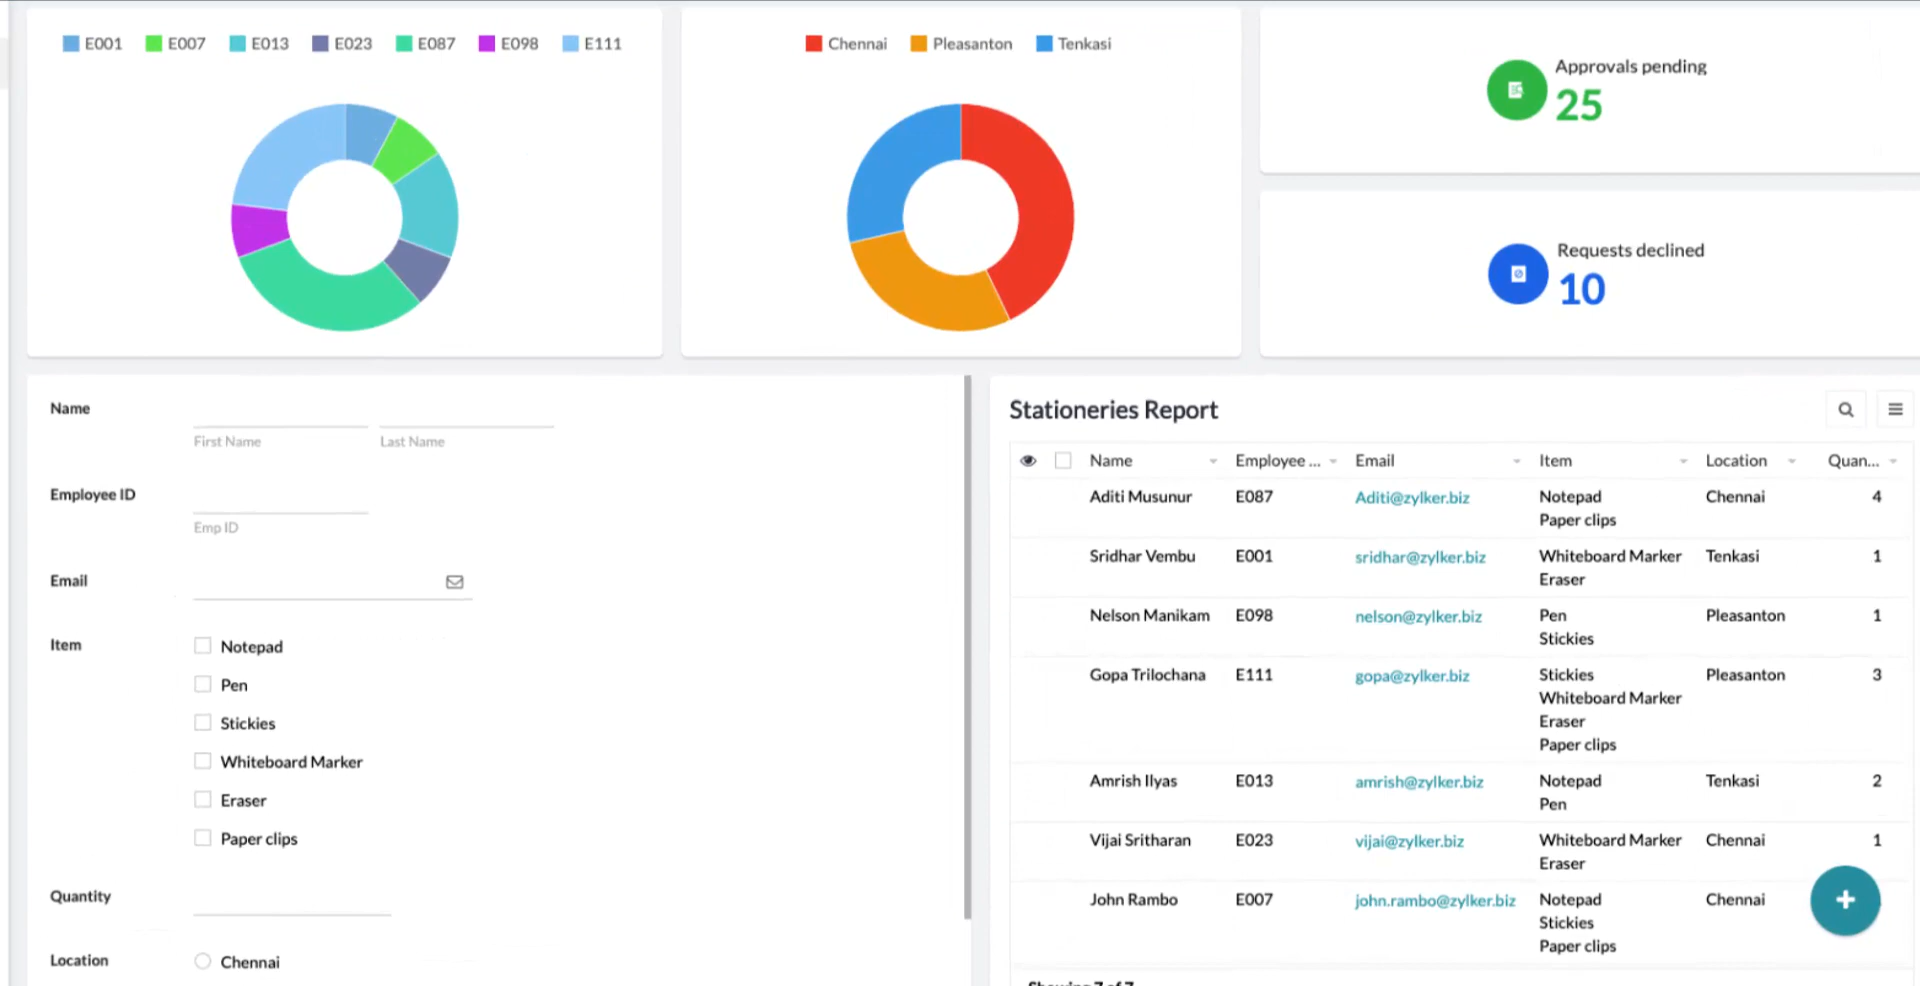 E001 E007 E013 E023 E087 E098 E111
Chennai Pleasanton Tenkasi
Approvals pending
25
Requests declined
10
Name
First Name Last Name
Employee ID
Emp ID
Email
Item
Notepad
Pen
Stickies
Whiteboard Marker
Eraser
Paper clips
Quantity
Location
Chennai
Stationeries Report
Name Employee ... Email Item Location Quan...
Aditi Musunur E087 Aditi@zylker.biz Notepad Chennai 4
Paper clips
Sridhar Vembu E001 sridhar@zylker.biz Whiteboard Marker Tenkasi 1
Eraser
Nelson Manikam E098 nelson@zylker.biz Pen Pleasanton 1
Stickies
Gopa Trilochana E111 gopa@zylker.biz Stickies Pleasanton 3
Whiteboard Marker
Eraser
Paper clips
Amrish Ilyas E013 amrish@zylker.biz Notepad Tenkasi 2
Pen
Vijai Sritharan E023 vijai@zylker.biz Whiteboard Marker Chennai 1
Eraser
John Rambo E007 john.rambo@zylker.biz Notepad Chennai
Stickies
Paper clips
Showing 7 of 7